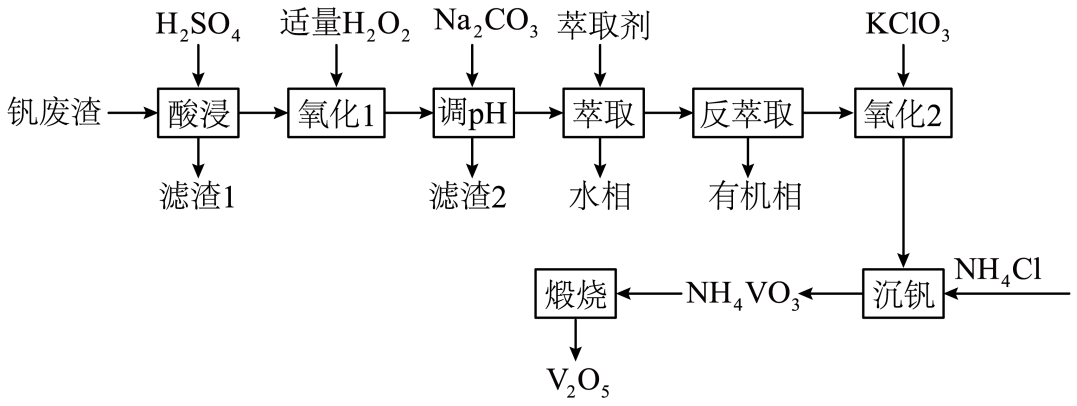 H₂SO₄ 适量H₂O₂ Na₂CO₃ 萃取剂 KClO₃
钒废渣 酸浸 氧化1 调pH 萃取 反萃取 氧化2
滤渣1 滤渣2 水相 有机相
煅烧 NH₄VO₃ 沉钒 NH₄Cl
V₂O₅